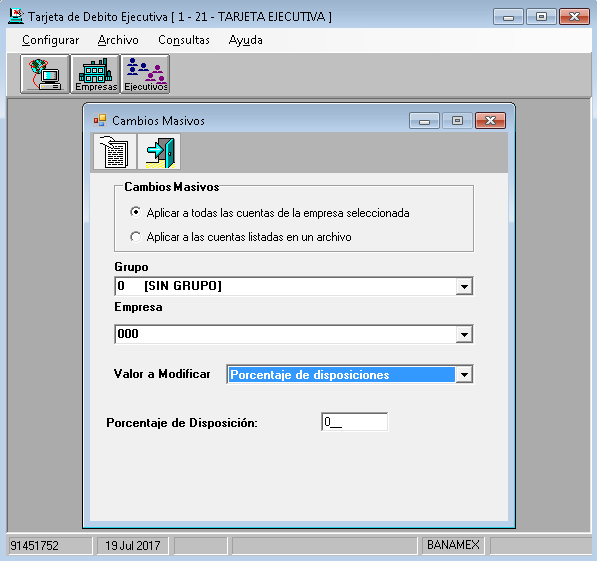 Tarjeta de Debito Ejecutiva [ 1 - 21 - TARJETA EJECUTIVA ]
Configurar Archivo Consultas Ayuda
Empresas Ejecutivos
Cambios Masivos
Cambios Masivos
Aplicar a todas las cuentas de la empresa seleccionada
Aplicar a las cuentas listadas en un archivo
Grupo
0 [SIN GRUPO]
Empresa
000
Valor a Modificar Porcentaje de disposiciones
Porcentaje de Disposición: 0__
91451752 19 Jul 2017 BANAMEX